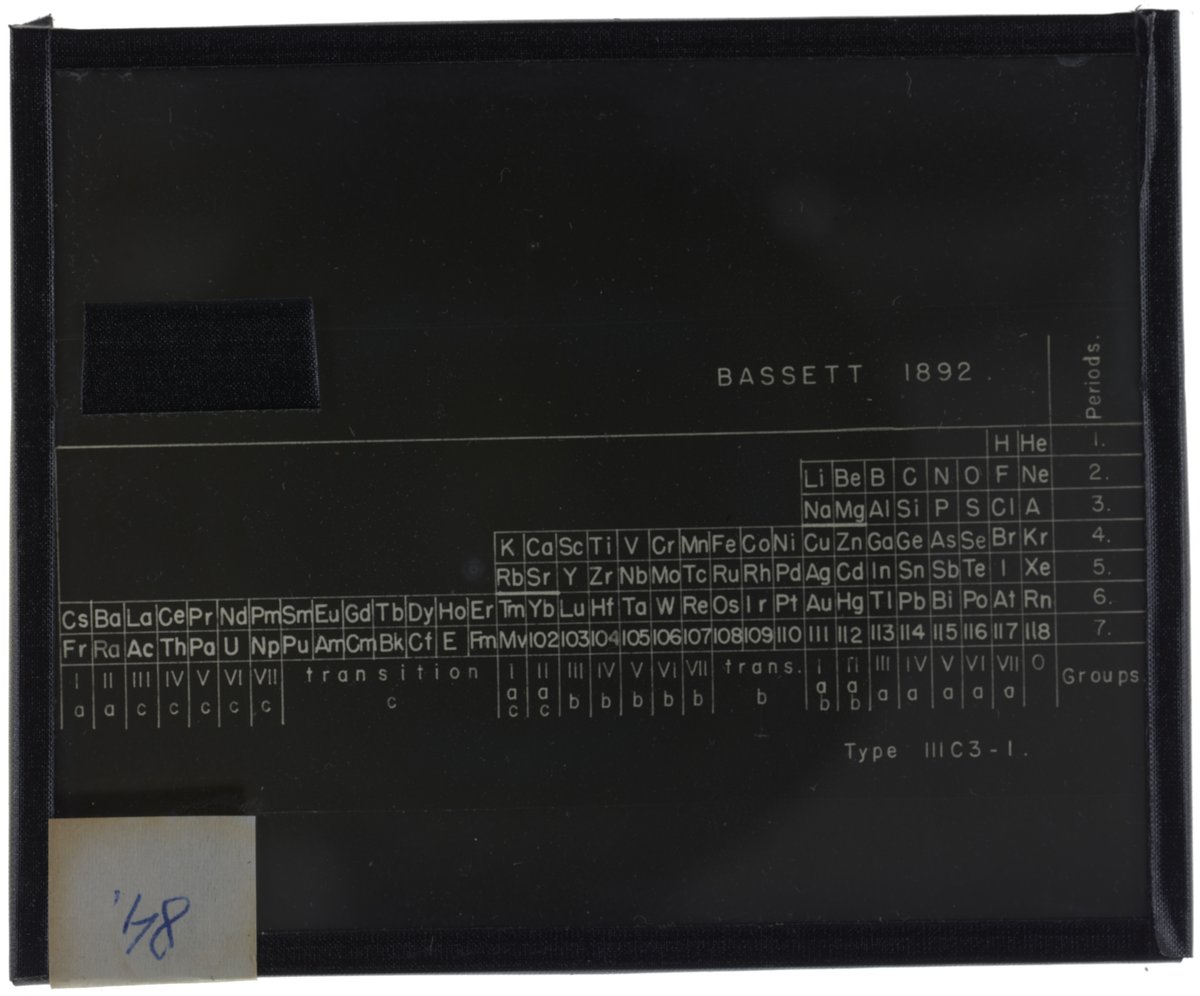 BASSETT 1892.
Periods.
H He 1.
Li Be B C N O F Ne 2.
Na Mg Al Si P S Cl A 3.
K Ca Sc Ti V Cr Mn Fe Co Ni Cu Zn Ga Ge As Se Br Kr 4.
Rb Sr Y Zr Nb Mo Tc Ru Rh Pd Ag Cd In Sn Sb Te I Xe 5.
Cs Ba La Ce Pr Nd Pm Sm Eu Gd Tb Dy Ho Er Tm Yb Lu Hf Ta W Re Os Ir Pt Au Hg Tl Pb Bi Po At Rn 6.
Fr Ra Ac Th Pa U Np Pu Am Cm Bk Cf E Fm Mv 102 103 104 105 106 107 108 109 110 111 112 113 114 115 116 117 118 7.
I II III IV V VI VII transition I II III IV V VI VII trans. I II III IV V VI VII O Groups.
a a c c c c c c a a b b b b b b a a a a a a a
c c b b
Type IIIC3-1.
84.